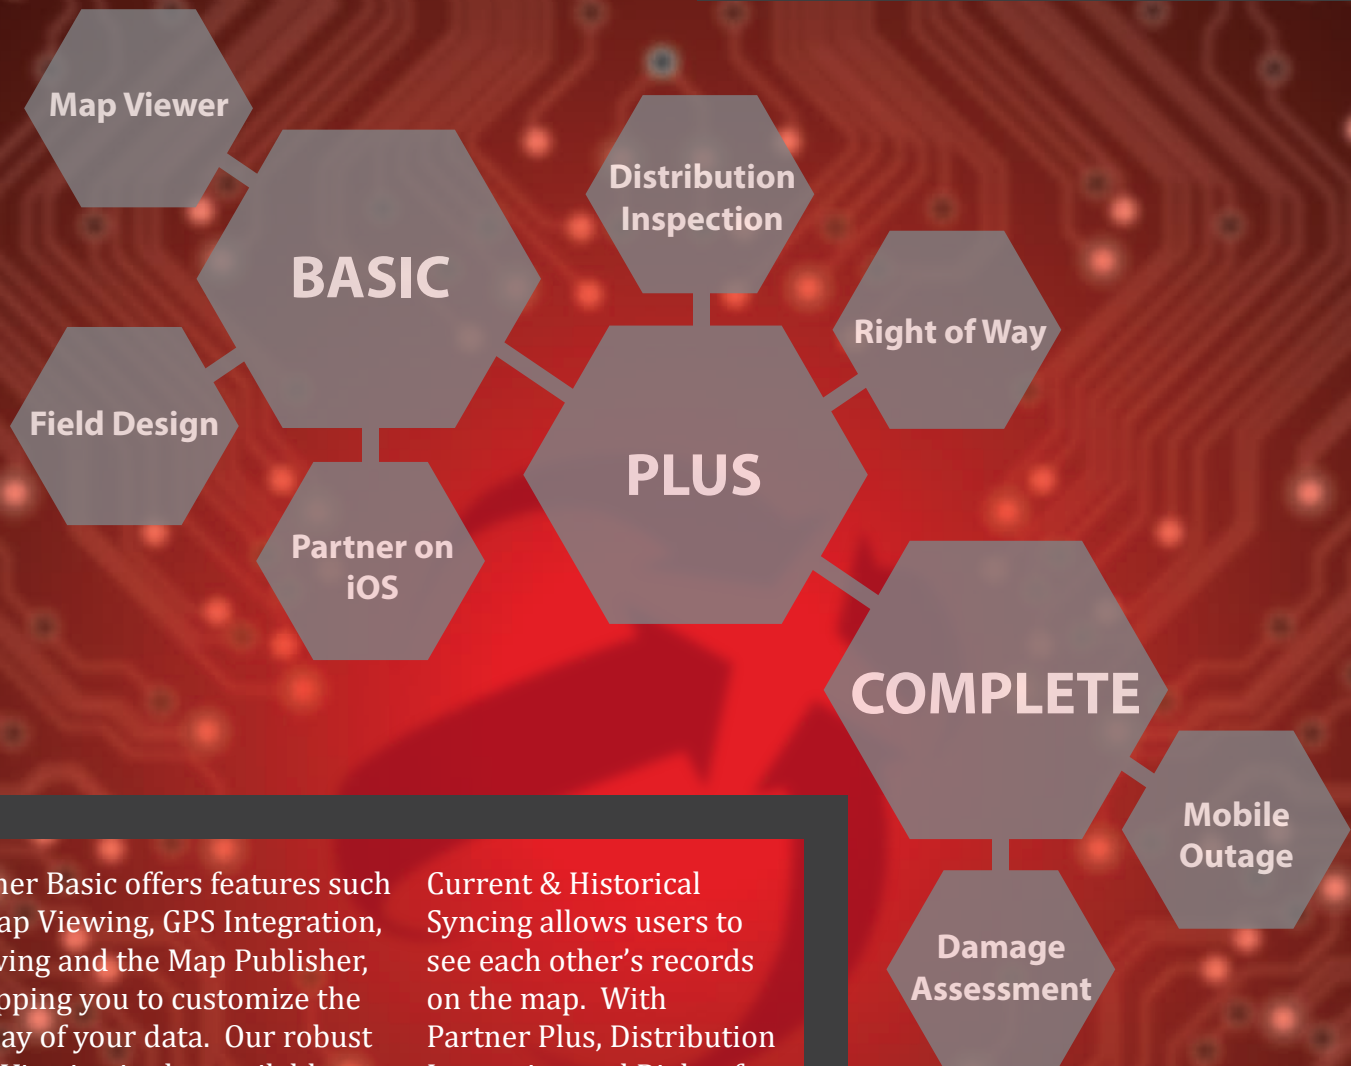 Map Viewer
BASIC
Field Design
Partner on
iOS
Distribution
Inspection
Right of Way
PLUS
COMPLETE
Mobile
Outage
Damage
Assessment
Basic offers features such
Viewing, GPS Integration,
and the Map Publisher,
you to customize the
of your data. Our robust
Current & Historical
Syncing allows users to
see each other’s records
on the map. With
Partner Plus, Distribution